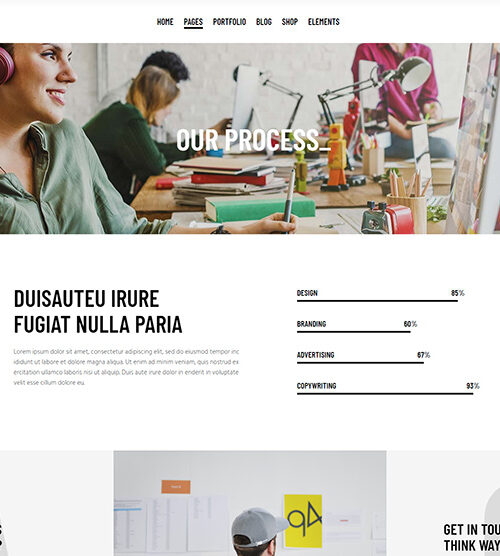 HOME PAGES PORTFOLIO BLOG SHOP ELEMENTS
OUR PROCESS_
DUISAUTEU IRURE
FUGIAT NULLA PARIA
Lorem ipsum dolor sit amet, consectetur adipiscing elit, sed do eiusmod tempor inc
ididunt ut labore et dolore magna aliqua. Ut enim ad minim veniam, quis nostrud ex
ercitation ullamco laboris nisi ut aliquip. Duis aute irure dolor in endent in voluptate
velit esse cillum dolore eu.
DESIGN 85%
BRANDING 60%
ADVERTISING 67%
COPYWRITING 93%
GET IN TOU
THINK WAY